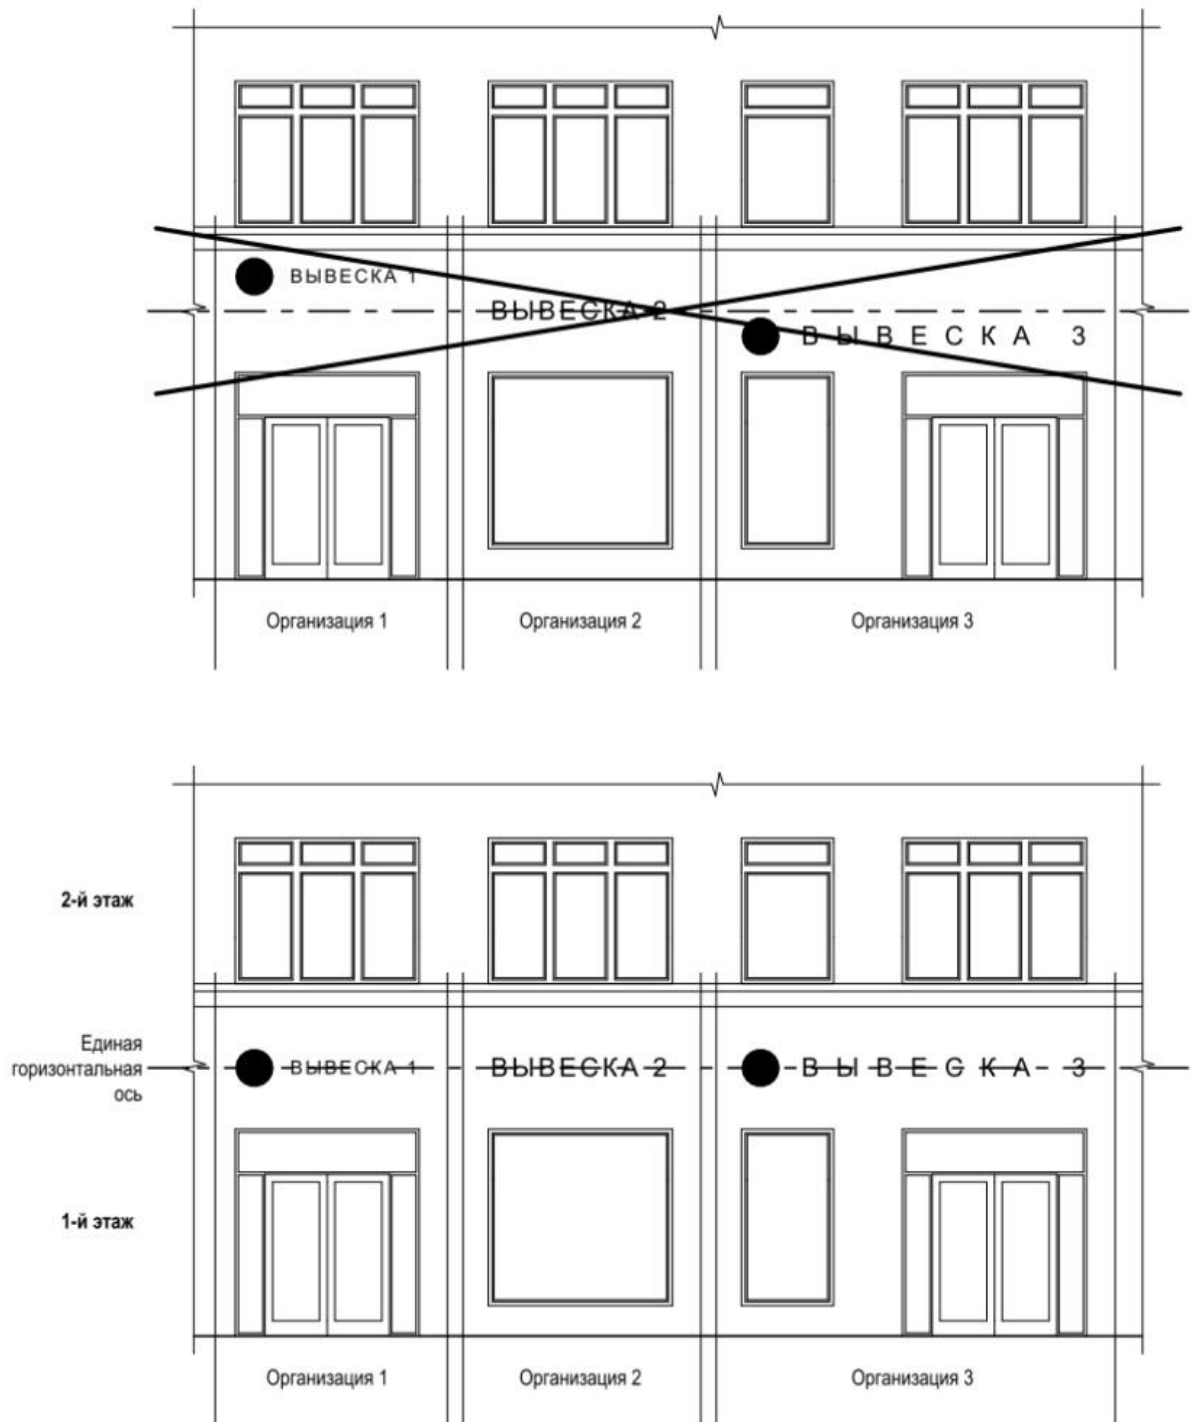 ВЫВЕСКА 1
ВЫВЕСКА 2
ВЫВЕСКА 3
Организация 1
Организация 2
Организация 3
2-й этаж
Единая
горизонтальная
ось
ВЫВЕСКА 1
ВЫВЕСКА 2
ВЫВЕСКА 3
1-й этаж
Организация 1
Организация 2
Организация 3